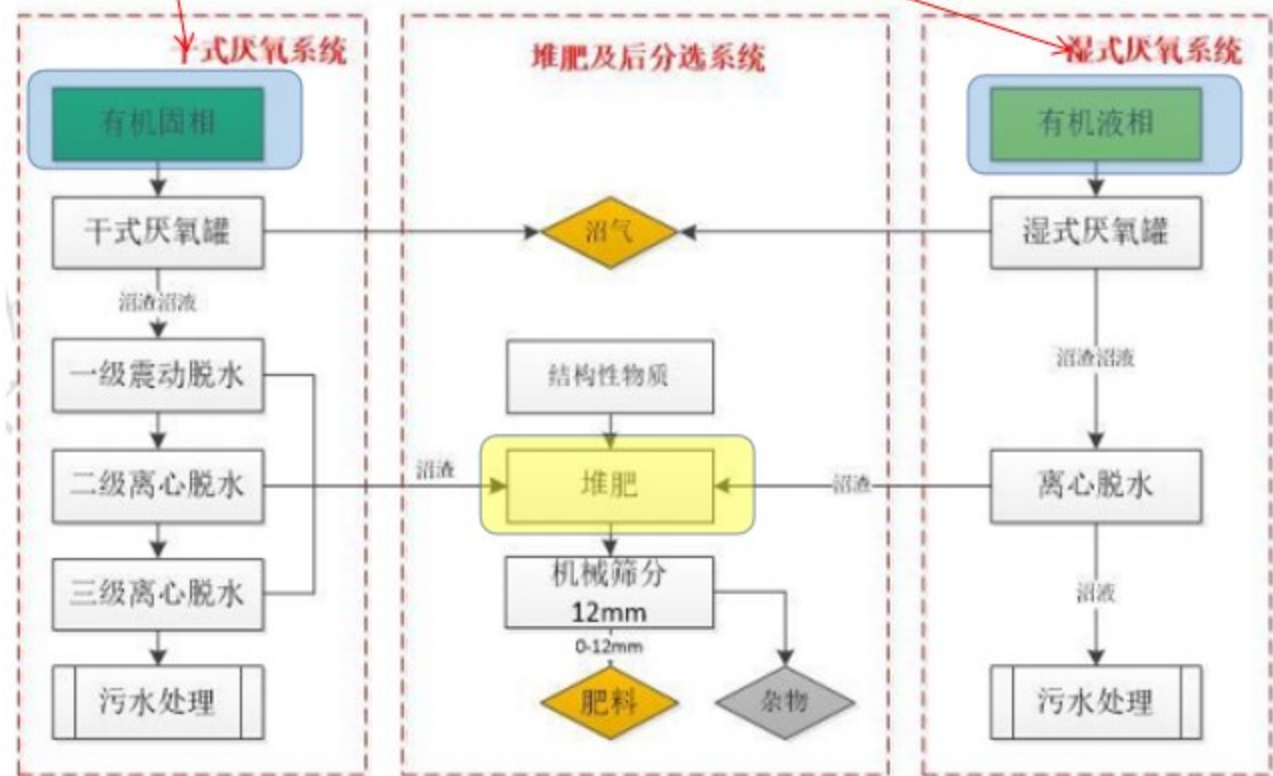 干式厌氧系统
有机固相
干式厌氧罐
沼渣沼液
一级震动脱水
二级离心脱水
三级离心脱水
污水处理
堆肥及后分选系统
沼气
结构性物质
沼渣
堆肥
沼渣
机械筛分
12mm
0-12mm
肥料
杂物
湿式厌氧系统
有机液相
湿式厌氧罐
沼渣沼液
离心脱水
沼液
污水处理